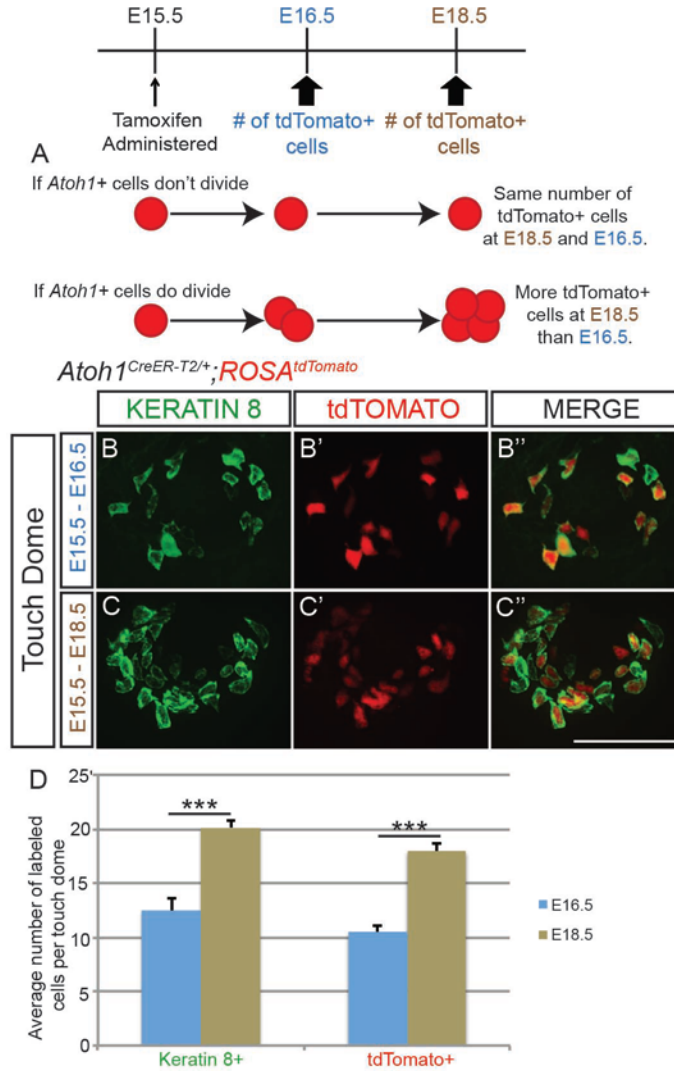 E15.5 E16.5 E18.5
Tamoxifen
Administered
# of tdTomato+
cells
# of tdTomato+
cells
A
If Atoh1+ cells don't divide
Same number of
tdTomato+ cells
at E18.5 and E16.5.
If Atoh1+ cells do divide
More tdTomato+
cells at E18.5
than E16.5.
Atoh1CreER-T2/+;ROSAtdTomato
KERATIN 8 tdTOMATO MERGE
Touch Dome
E15.5 - E16.5
B B' B''
E15.5 - E18.5
C C' C''
D
Average number of labeled
cells per touch dome
25'
20
15
10
5
0
***
***
Keratin 8+ tdTomato+
E16.5
E18.5